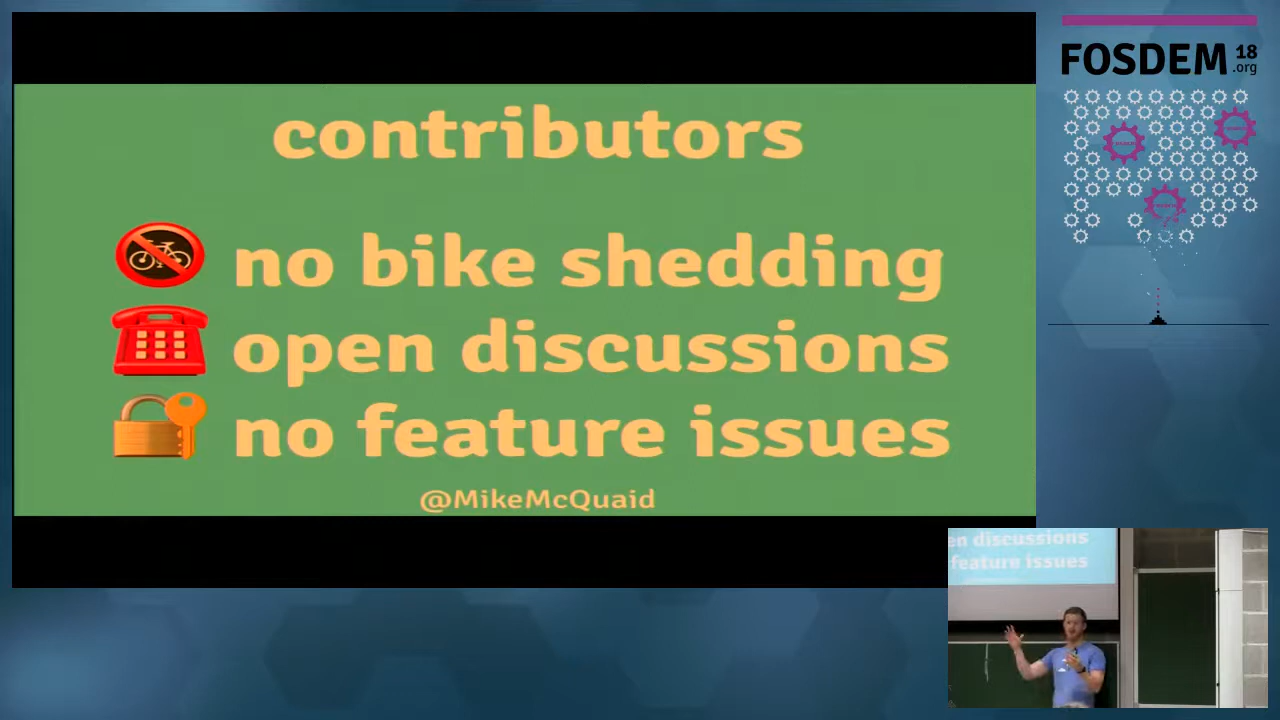 contributors
no bike shedding
open discussions
no feature issues
@MikeMcQuaid
FOSDEM 18
.org
en discussions
feature issues